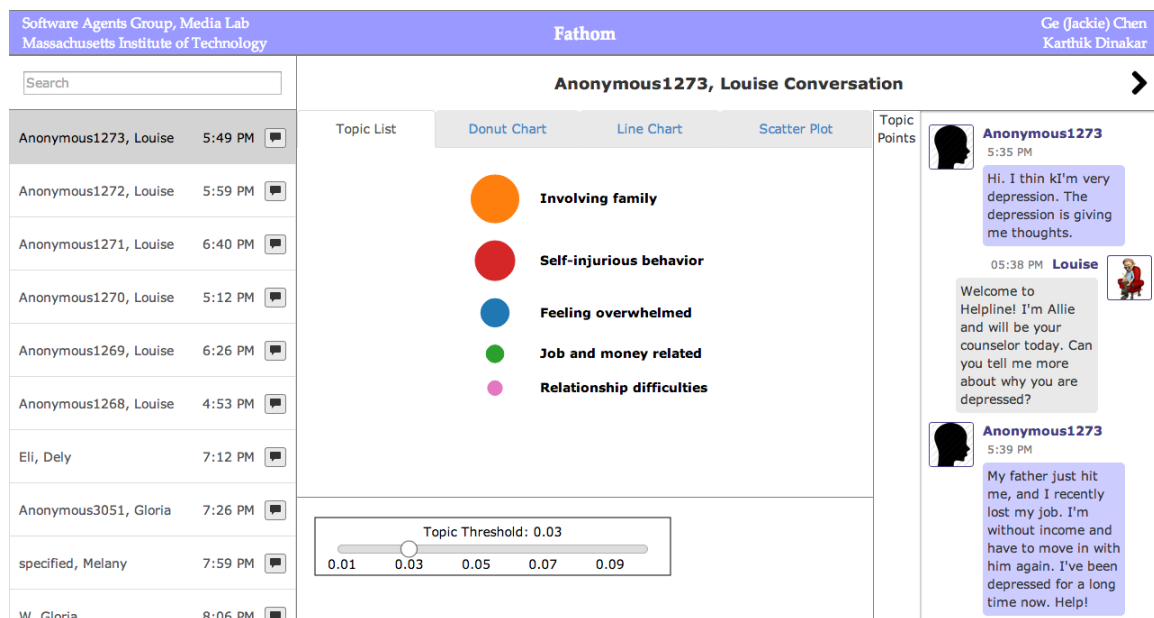 Software Agents Group, Media Lab
Massachusetts Institute of Technology
Fathom
Ge (Jackie) Chen
Karthik Dinakar
Search
Anonymous1273, Louise 5:49 PM
Anonymous1272, Louise 5:59 PM
Anonymous1271, Louise 6:40 PM
Anonymous1270, Louise 5:12 PM
Anonymous1269, Louise 6:26 PM
Anonymous1268, Louise 4:53 PM
Eli, Dely 7:12 PM
Anonymous3051, Gloria 7:26 PM
specified, Melany 7:59 PM
W, Gloria 8:06 PM
Anonymous1273, Louise Conversation
Topic List Donut Chart Line Chart Scatter Plot
Involving family
Self-injurious behavior
Feeling overwhelmed
Job and money related
Relationship difficulties
Topic Threshold: 0.03
0.01 0.03 0.05 0.07 0.09
Topic
Points
Anonymous1273
5:35 PM
Hi. I thin kI'm very
depression. The
depression is giving
me thoughts.
05:38 PM Louise
Welcome to
Helpline! I'm Allie
and will be your
counselor today. Can
you tell me more
about why you are
depressed?
Anonymous1273
5:39 PM
My father just hit
me, and I recently
lost my job. I'm
without income and
have to move in with
him again. I've been
depressed for a long
time now. Help!